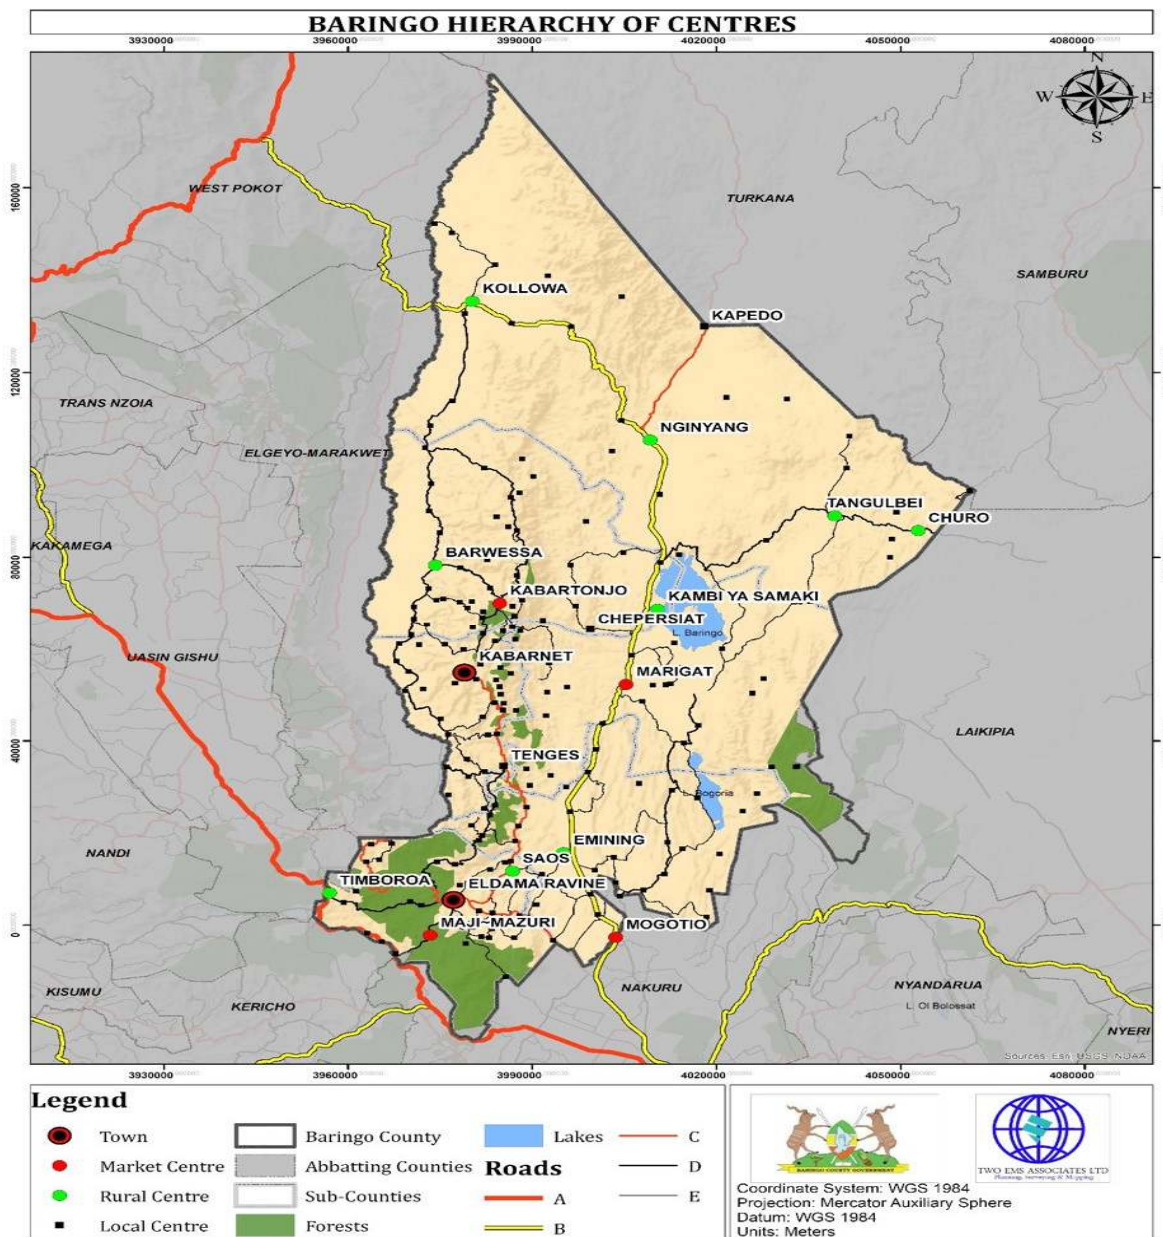 BARINGO HIERARCHY OF CENTRES
3930000 3960000 3990000 4020000 4050000 4080000
N
W E
S
160000
120000
80000
40000
0
WEST POKOT
TURKANA
SAMBURU
KOLLOWA
KAPEDO
TRANS NZOIA
NGINYANG
ELGEYO-MARAKWET
TANGULBEI
CHURO
KAKAMEGA
BARWESSA
KABARTONJO
KAMBI YA SAMAKI
CHEPERSIAT
L. Baringo
UASIN GISHU
KABARNET
MARIGAT
LAIKIPIA
TENGES
L. Bogoria
EMINING
NANDI
SAOS
TIMBOROA
ELDAMA RAVINE
MAJI~MAZURI
MOGOTIO
KISUMU
KERICHO
NAKURU
NYANDARUA
L. Ol Bolossat
NYERI
Sources: Esri, USGS, NOAA
3930000 3960000 3990000 4020000 4050000 4080000
Legend
Town
Market Centre
Rural Centre
Local Centre
Baringo County
Abbatting Counties
Sub-Counties
Forests
Lakes
Roads
A
B
C
D
E
BARINGO COUNTY GOVERNMENT
TWO EMS ASSOCIATES LTD
Planning, Surveying & Mapping
Coordinate System: WGS 1984
Projection: Mercator Auxiliary Sphere
Datum: WGS 1984
Units: Meters